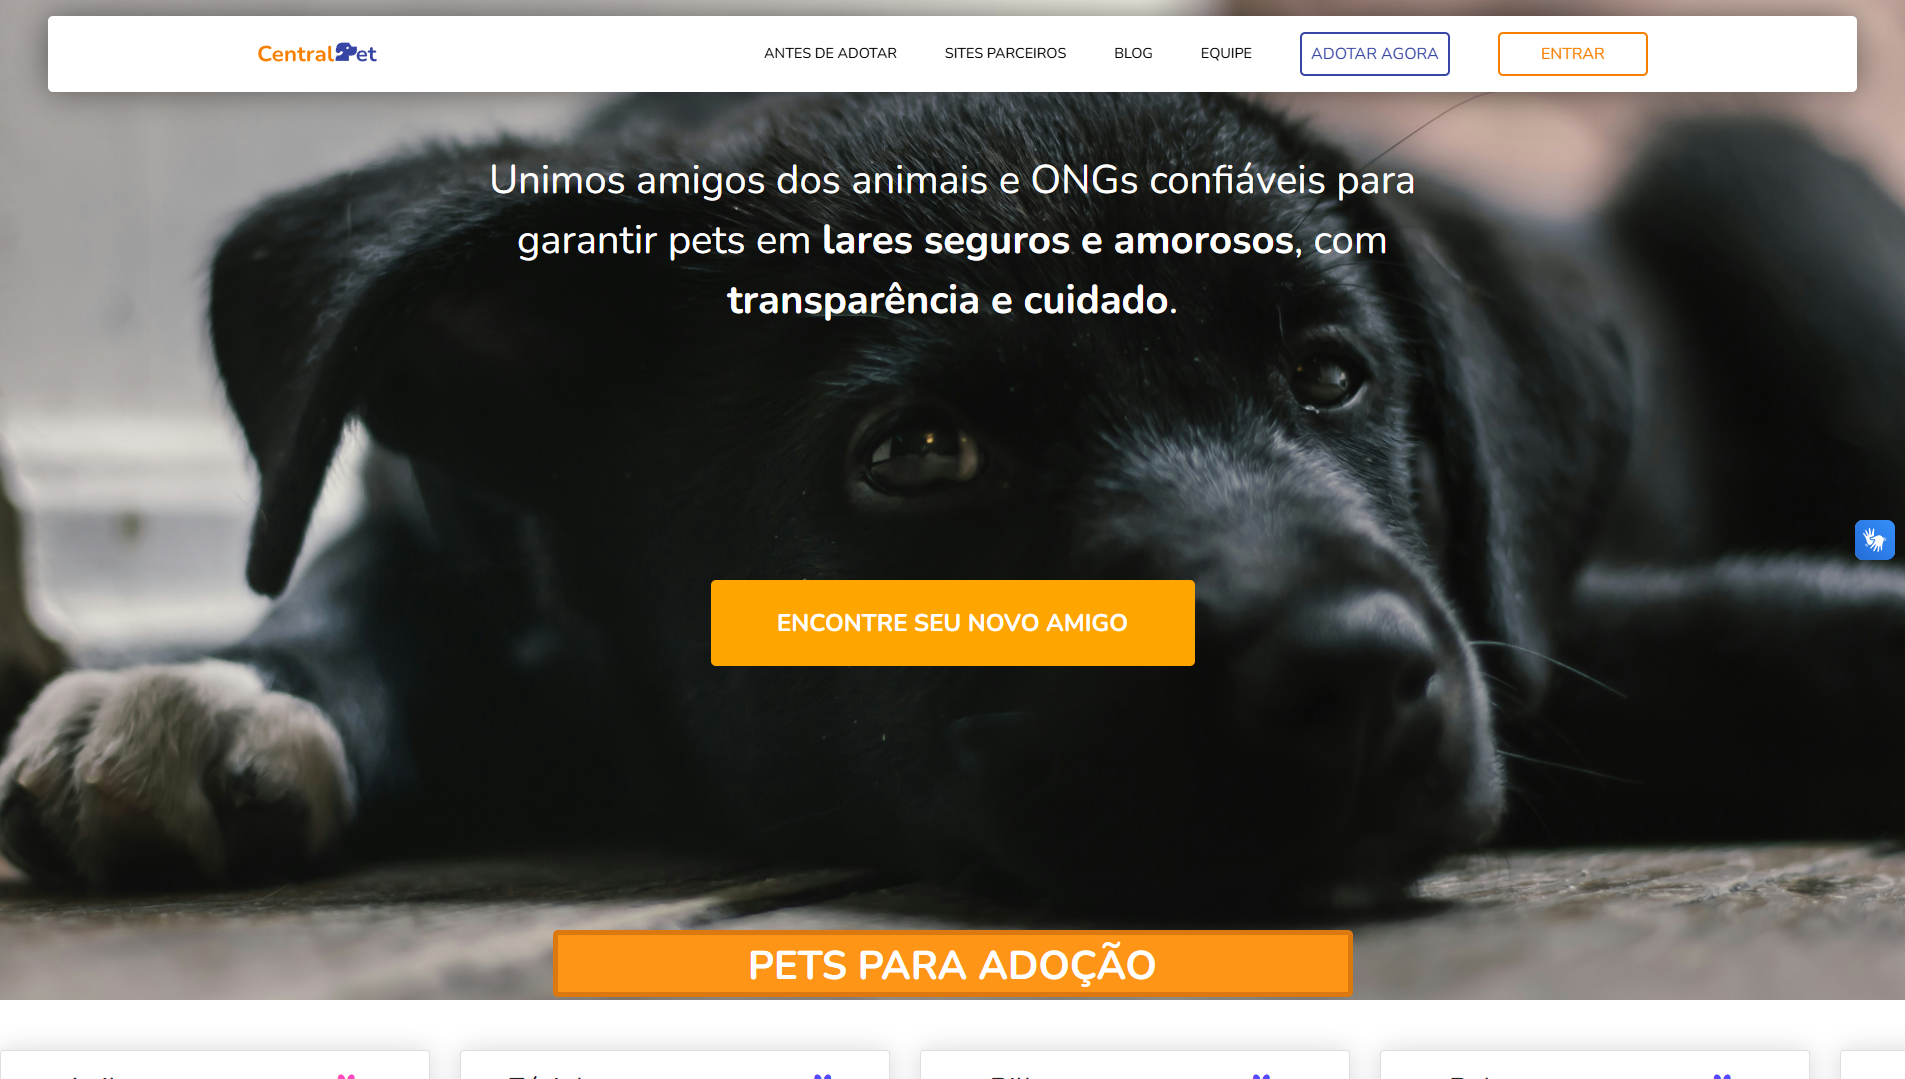 CentralPet
ANTES DE ADOTAR
SITES PARCEIROS
BLOG
EQUIPE
ADOTAR AGORA
ENTRAR
Unimos amigos dos animais e ONGs confiáveis para
garantir pets em lares seguros e amorosos, com
transparência e cuidado.
ENCONTRE SEU NOVO AMIGO
PETS PARA ADOÇÃO